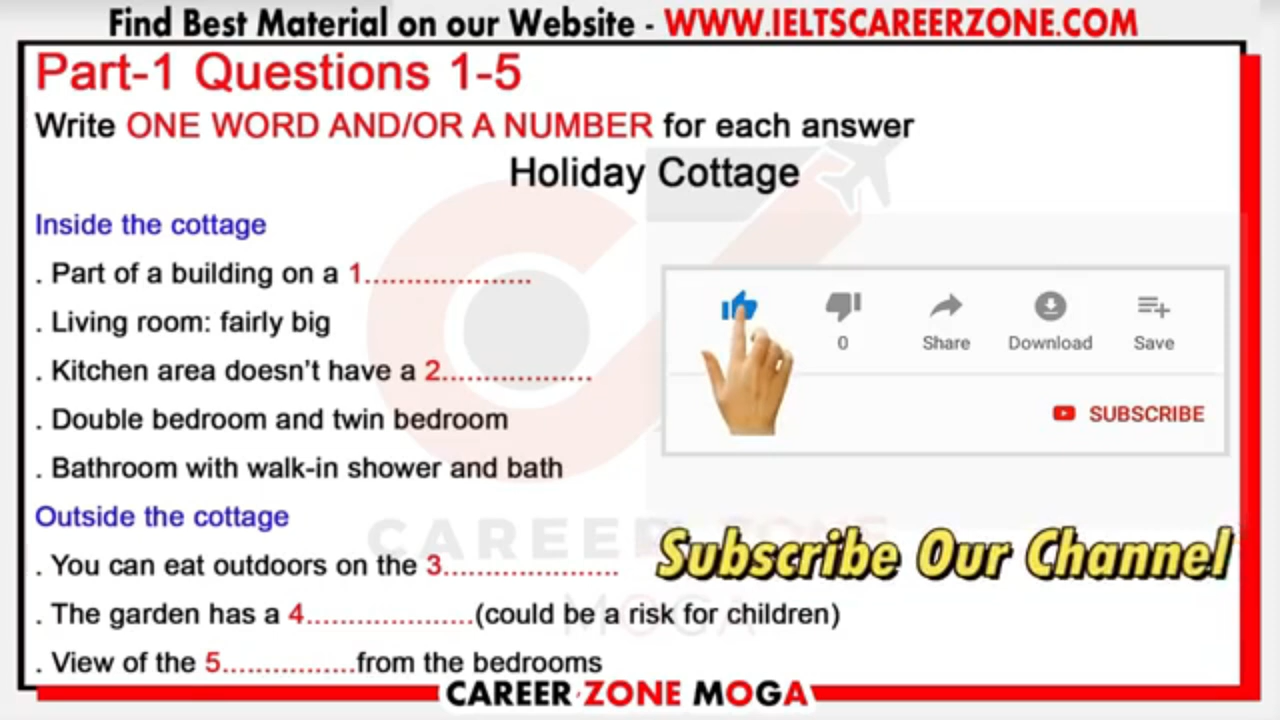 Find Best Material on our Website - WWW.IELTSCAREERZONE.COM
Part-1 Questions 1-5
Write ONE WORD AND/OR A NUMBER for each answer
Holiday Cottage
Inside the cottage
. Part of a building on a 1....................
. Living room: fairly big
. Kitchen area doesn't have a 2..................
. Double bedroom and twin bedroom
. Bathroom with walk-in shower and bath
Outside the cottage
. You can eat outdoors on the 3.....................
. The garden has a 4....................(could be a risk for children)
. View of the 5................from the bedrooms
0 Share Download Save
SUBSCRIBE
Subscribe Our Channel
CAREER ZONE
MOGA
CAREER ZONE MOGA